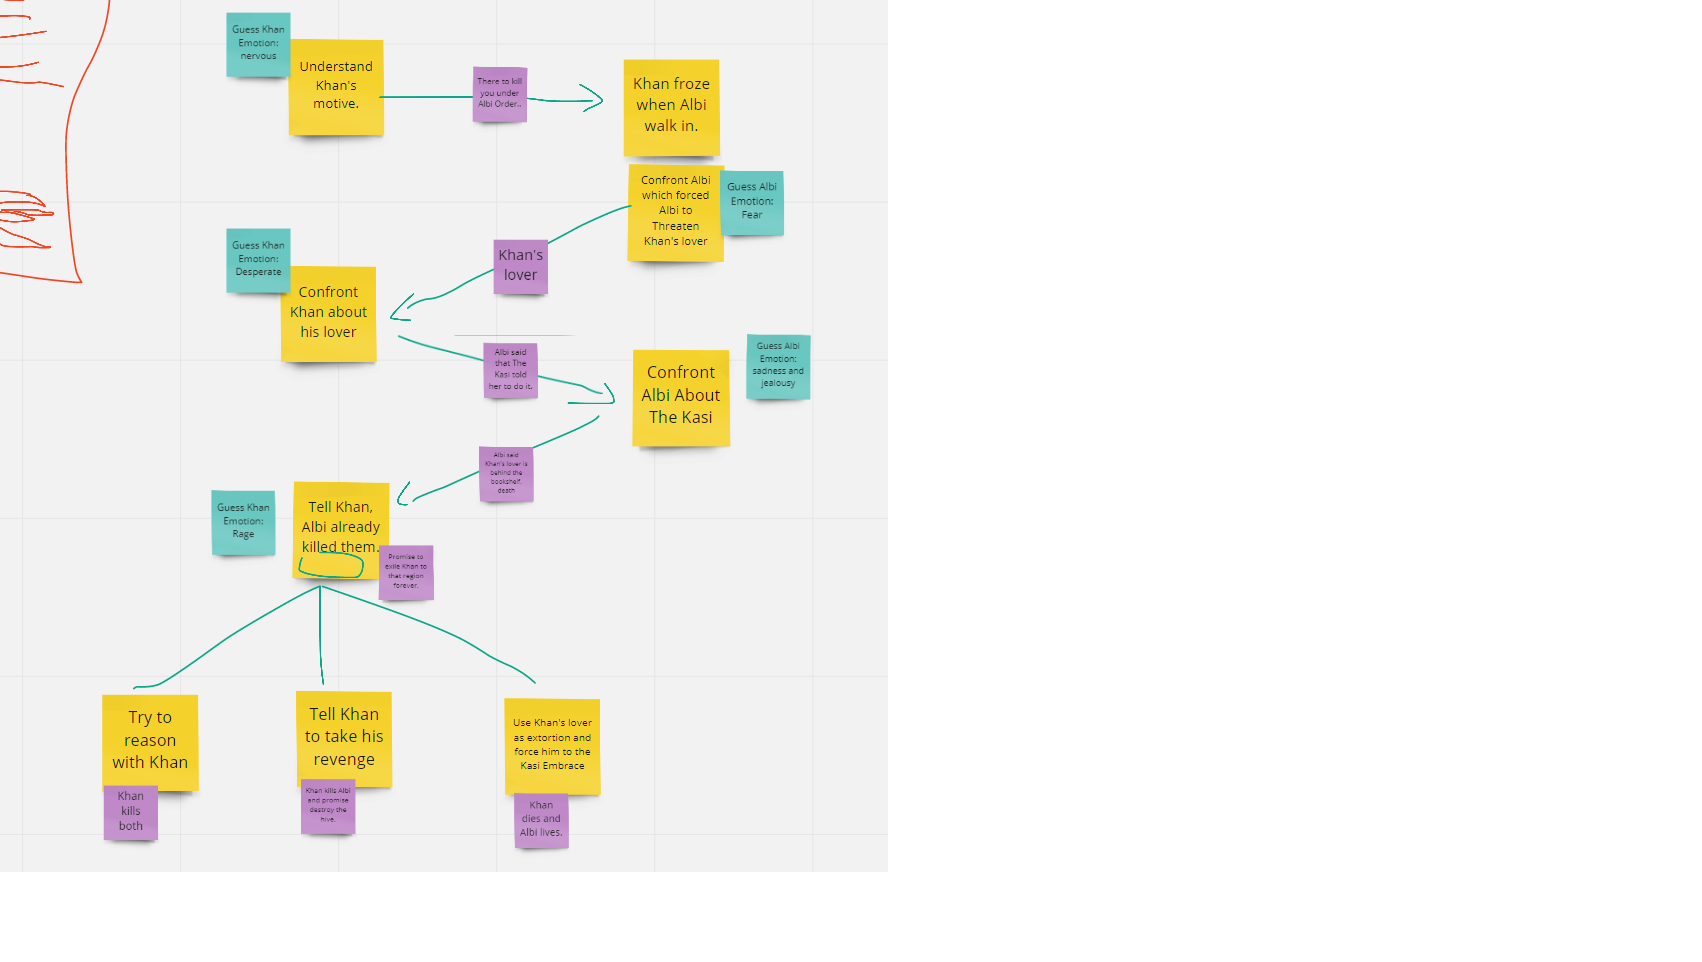 Guess Khan
Emotion:
nervous
Understand
Khan's
motive.
There to kill
you under
Albi Order..
Khan froze
when Albi
walk in.
Confront Albi
which forced
Albi to
Threaten
Khan's lover
Guess Albi
Emotion:
Fear
Khan's
lover
Guess Khan
Emotion:
Desperate
Confront
Khan about
his lover
Albi said
that The
Kasi told
her to do it.
Confront
Albi About
The Kasi
Guess Albi
Emotion:
sadness and
jealousy
Albi said
Khan's lover is
behind the
bookshelf,
death
Guess Khan
Emotion:
Rage
Tell Khan,
Albi already
killed them.
Promise to
exile Khan to
that region
forever.
Try to
reason
with Khan
Khan
kills
both
Tell Khan
to take his
revenge
Khan kills Albi
and promise
destroy the
hive.
Use Khan's lover
as extortion and
force him to the
Kasi Embrace
Khan
dies and
Albi lives.